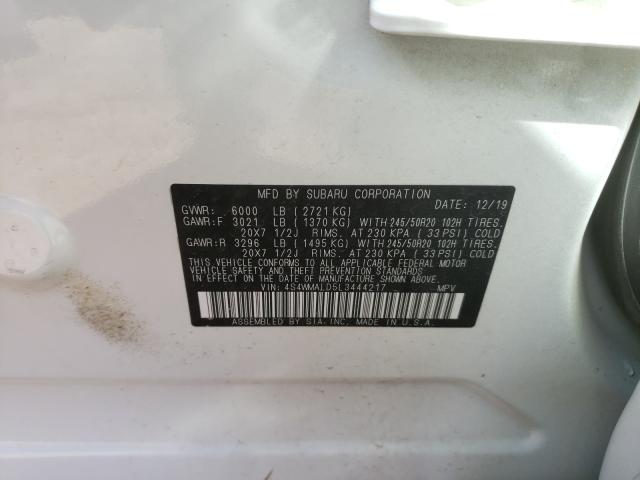 MFD BY SUBARU CORPORATION
DATE: 12/19
GVWR: 6000 LB (2721 KG)
GAWR:F 3021 LB (1370 KG) WITH 245/50R20 102H TIRES.
20X7 1/2J RIMS. AT 230 KPA (33 PSI) COLD
GAWR:R 3296 LB (1495 KG) WITH 245/50R20 102H TIRES.
20X7 1/2J RIMS. AT 230 KPA (33 PSI) COLD
THIS VEHICLE CONFORMS TO ALL APPLICABLE FEDERAL MOTOR
VEHICLE SAFETY, BUMPER, AND THEFT PREVENTION STANDARDS
IN EFFECT ON THE DATE OF MANUFACTURE SHOWN ABOVE.
VIN: 4S4WMALD5L3444217 MPV
ASSEMBLED BY SIA, INC. MADE IN U.S.A.